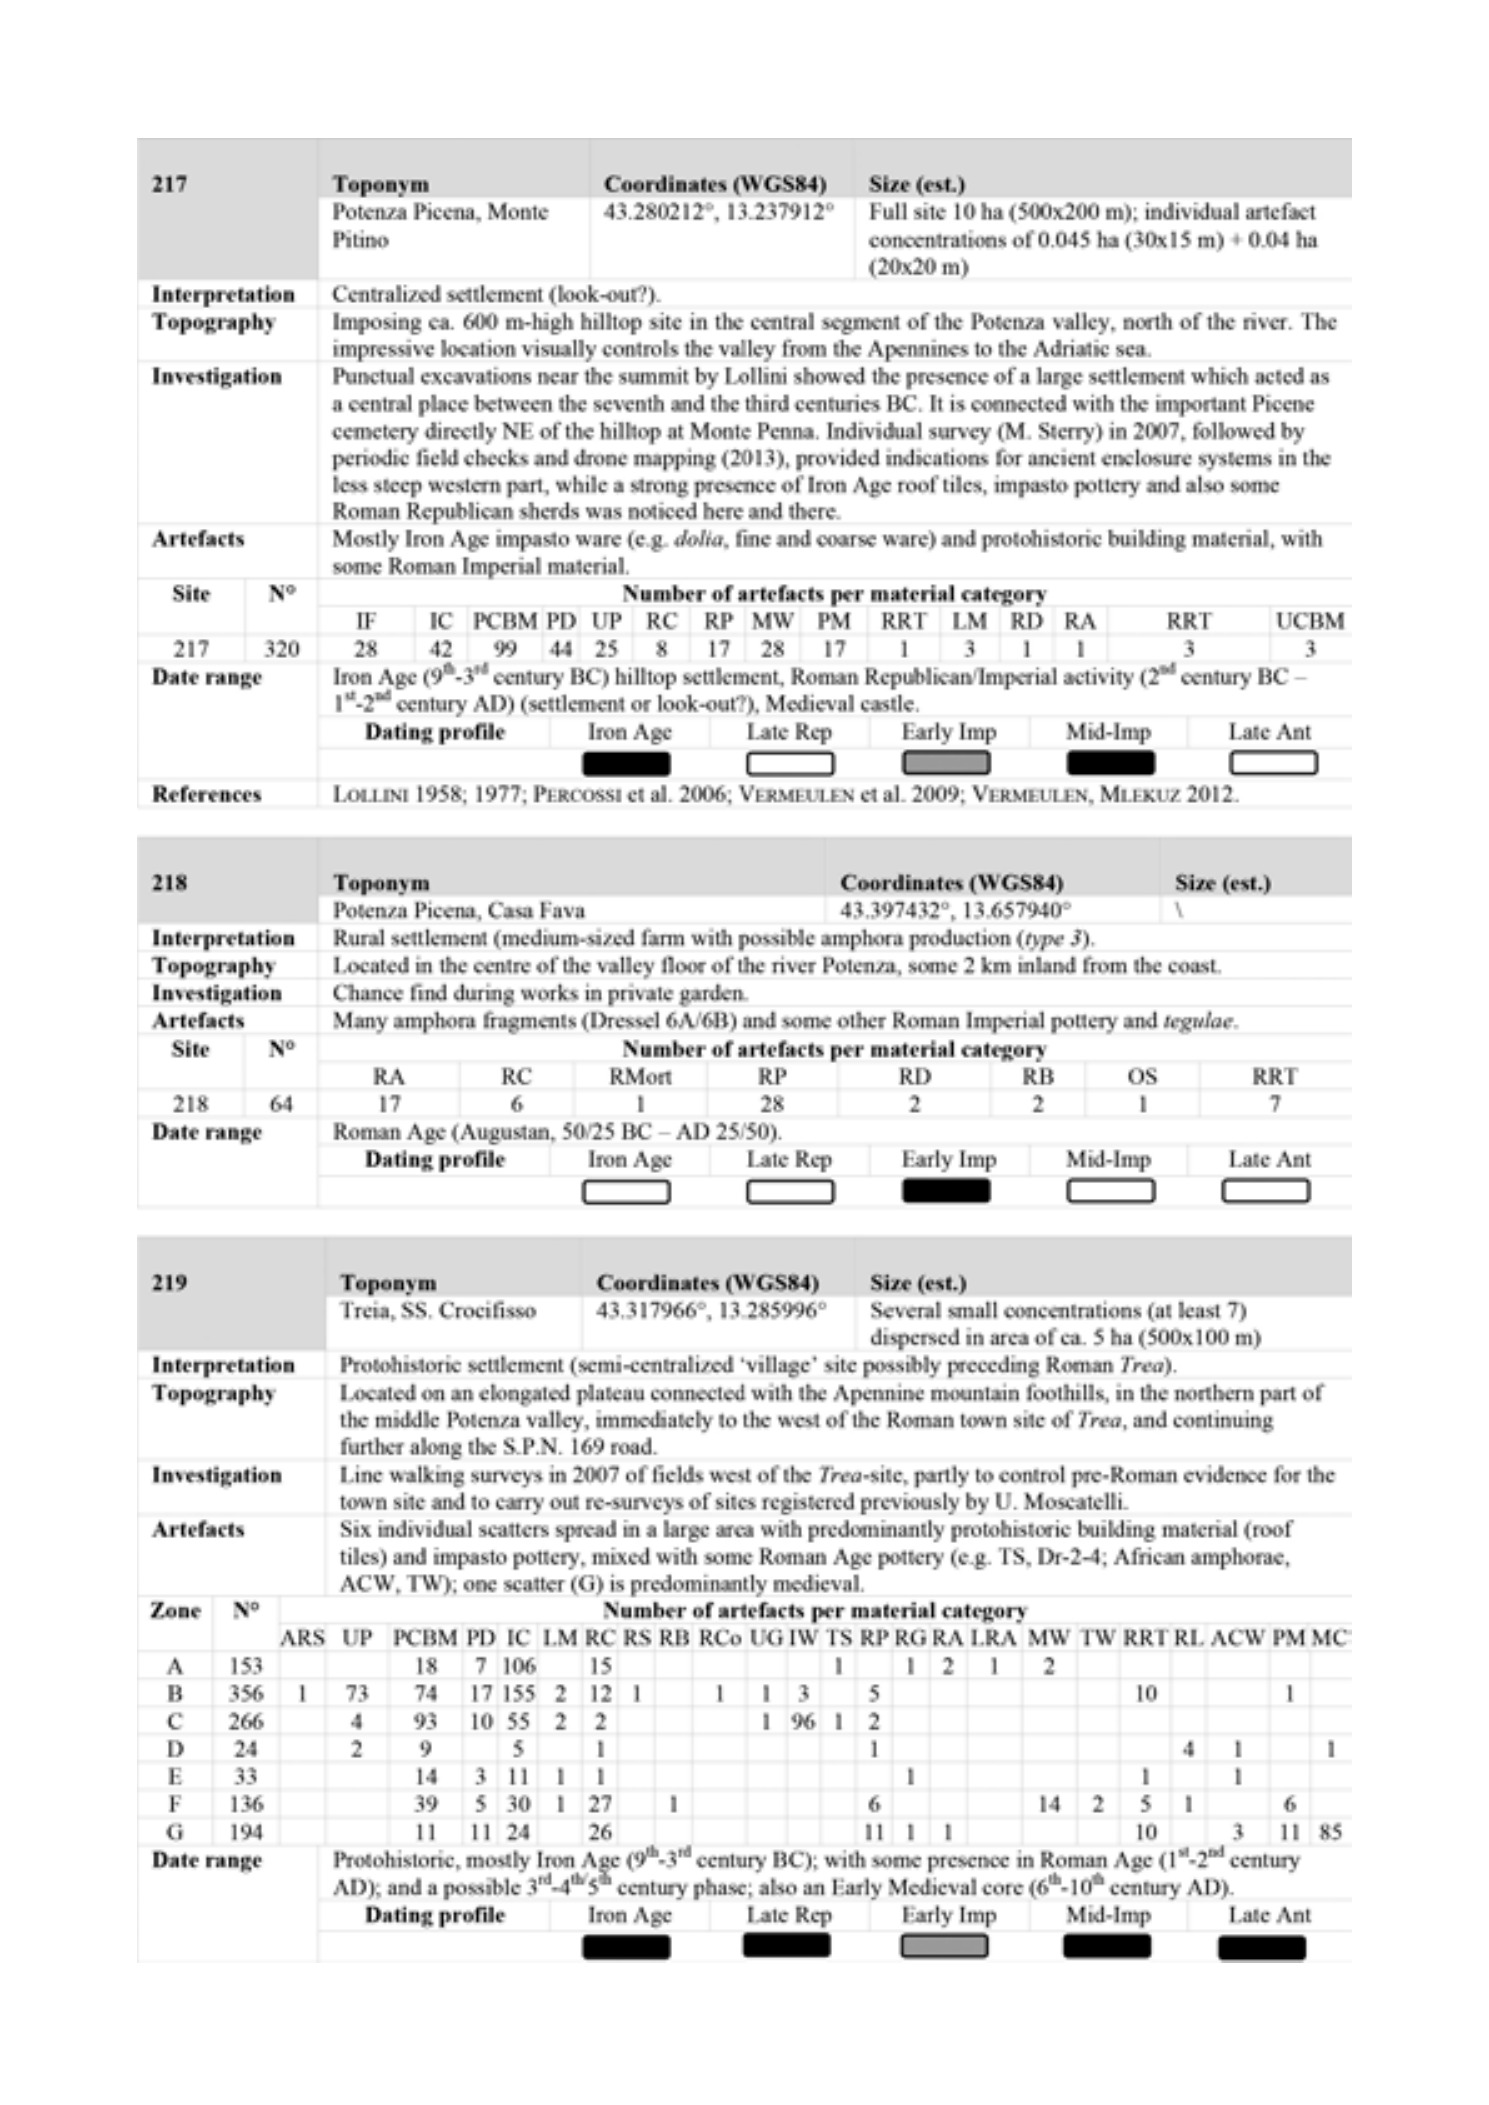 217 Toponym Coordinates (WGS84) Size (est.)
Potenza Picena, Monte 43.280212°, 13.237912° Full site 10 ha (500x200 m); individual artefact
Pitino concentrations of 0.045 ha (30x15 m) + 0.04 ha
(20x20 m)
Interpretation Centralized settlement (look-out?).
Topography Imposing ca. 600 m-high hilltop site in the central segment of the Potenza valley, north of the river. The
impressive location visually controls the valley from the Apennines to the Adriatic sea.
Investigation Punctual excavations near the summit by Lollini showed the presence of a large settlement which acted as
a central place between the seventh and the third centuries BC. It is connected with the important Picene
cemetery directly NE of the hilltop at Monte Penna. Individual survey (M. Sterry) in 2007, followed by
periodic field checks and drone mapping (2013), provided indications for ancient enclosure systems in the
less steep western part, while a strong presence of Iron Age roof tiles, impasto pottery and also some
Roman Republican sherds was noticed here and there.
Artefacts Mostly Iron Age impasto ware (e.g. dolia, fine and coarse ware) and protohistoric building material, with
some Roman Imperial material.
Site N° Number of artefacts per material category
IF IC PCBM PD UP RC RP MW PM RRT LM RD RA RRT UCBM
217 320 28 42 99 44 25 8 17 28 17 1 3 1 1 3 3
Date range Iron Age (9th-3rd century BC) hilltop settlement, Roman Republican/Imperial activity (2nd century BC –
1st-2nd century AD) (settlement or look-out?), Medieval castle.
Dating profile Iron Age Late Rep Early Imp Mid-Imp Late Ant
References LOLLINI 1958; 1977; PERCOSSI et al. 2006; VERMEULEN et al. 2009; VERMEULEN, MLEKUZ 2012.
218 Toponym Coordinates (WGS84) Size (est.)
Potenza Picena, Casa Fava 43.397432°, 13.657940° \
Interpretation Rural settlement (medium-sized farm with possible amphora production (type 3).
Topography Located in the centre of the valley floor of the river Potenza, some 2 km inland from the coast.
Investigation Chance find during works in private garden.
Artefacts Many amphora fragments (Dressel 6A/6B) and some other Roman Imperial pottery and tegulae.
Site N° Number of artefacts per material category
RA RC RMort RP RD RB OS RRT
218 64 17 6 1 28 2 2 1 7
Date range Roman Age (Augustan, 50/25 BC – AD 25/50).
Dating profile Iron Age Late Rep Early Imp Mid-Imp Late Ant
219 Toponym Coordinates (WGS84) Size (est.)
Treia, SS. Crocifisso 43.317966°, 13.285996° Several small concentrations (at least 7)
dispersed in area of ca. 5 ha (500x100 m)
Interpretation Protohistoric settlement (semi-centralized ‘village’ site possibly preceding Roman Trea).
Topography Located on an elongated plateau connected with the Apennine mountain foothills, in the northern part of
the middle Potenza valley, immediately to the west of the Roman town site of Trea, and continuing
further along the S.P.N. 169 road.
Investigation Line walking surveys in 2007 of fields west of the Trea-site, partly to control pre-Roman evidence for the
town site and to carry out re-surveys of sites registered previously by U. Moscatelli.
Artefacts Six individual scatters spread in a large area with predominantly protohistoric building material (roof
tiles) and impasto pottery, mixed with some Roman Age pottery (e.g. TS, Dr-2-4; African amphorae,
ACW, TW); one scatter (G) is predominantly medieval.
Zone N° Number of artefacts per material category
ARS UP PCBM PD IC LM RC RS RB RCo UG IW TS RP RG RA LRA MW TW RRT RL ACW PM MC
A 153 18 7 106 15 1 1 2 1 2
B 356 1 73 74 17 155 2 12 1 1 1 3 5 10 1
C 266 4 93 10 55 2 2 1 96 1 2
D 24 2 9 5 1 1 4 1 1
E 33 14 3 11 1 1 1 1 1
F 136 39 5 30 1 27 1 6 14 2 5 1 6
G 194 11 11 24 26 11 1 1 10 3 11 85
Date range Protohistoric, mostly Iron Age (9th-3rd century BC); with some presence in Roman Age (1st-2nd century
AD); and a possible 3rd-4th/5th century phase; also an Early Medieval core (6th-10th century AD).
Dating profile Iron Age Late Rep Early Imp Mid-Imp Late Ant